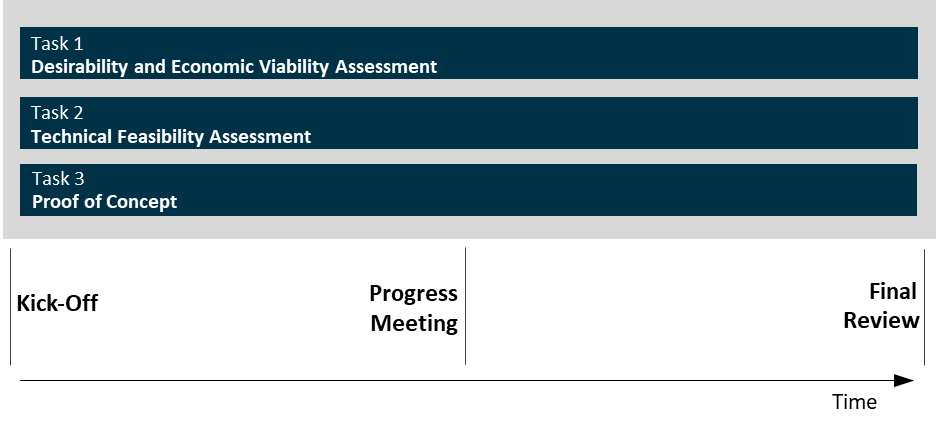 Task 1
Desirability and Economic Viability Assessment
Task 2
Technical Feasibility Assessment
Task 3
Proof of Concept
Kick-Off
Progress
Meeting
Final
Review
Time